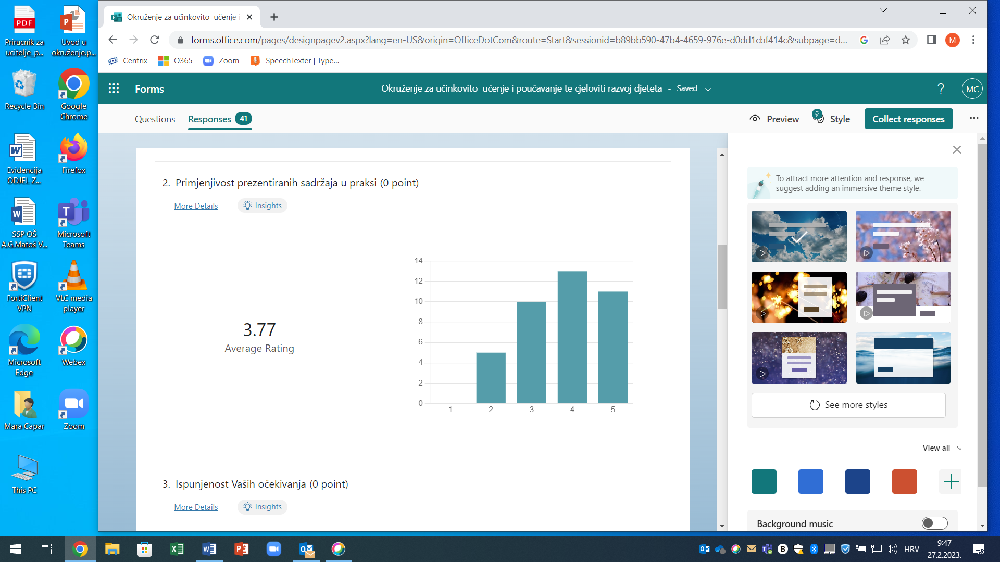 Okruženje za učinkovito  učenje i
forms.office.com/pages/designpagev2.aspx?lang=en-US&origin=OfficeDotCom&route=Start&sessionid=b89bb590-47b4-4659-976e-d0dd1cbf414c&subpage=d...
M
Centrix
O365
Zoom
SpeechTexter | Type...
Forms
Okruženje za učinkovito  učenje i poučavanje te cjeloviti razvoj djeteta - Saved
?
MC
Questions
Responses 41
Preview
Style
Collect responses
2. Primjenjivost prezentiranih sadržaja u praksi (0 point)
More Details
Insights
3.77
Average Rating
14
12
10
8
6
4
2
0
1 2 3 4 5
3. Ispunjenost Vaših očekivanja (0 point)
More Details
Insights
To attract more attention and response, we
suggest adding an immersive theme style.
See more styles
View all
Background music
PDF
Prirucnik za
ucitelje_p...
Uvod u
okruženje.p...
Recycle Bin
Google
Chrome
Evidencija
ODJEL Z...
Firefox
SSP OŠ
A.G.Matoš V...
Microsoft
Teams
FortiClient
VPN
VLC media
player
Microsoft
Edge
Webex
Mara Capar
Zoom
This PC
HRV
9:47
27.2.2023.